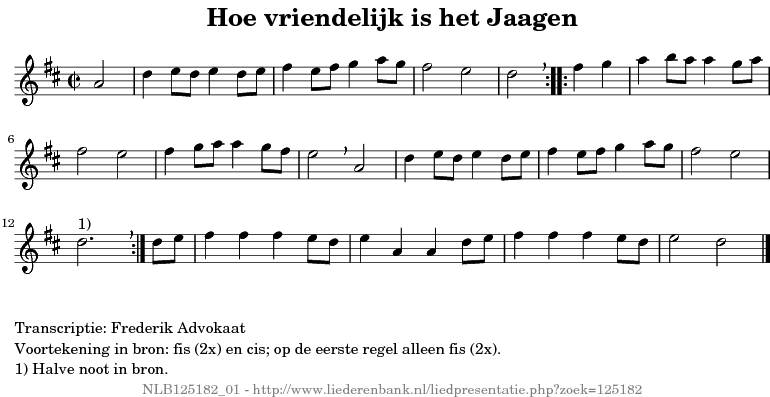 Hoe vriendelijk is het Jaagen
6
12
1)
Transcriptie: Frederik Advokaat
Voortekening in bron: fis (2x) en cis; op de eerste regel alleen fis (2x).
1) Halve noot in bron.
NLB125182_01 - http://www.liederenbank.nl/liedpresentatie.php?zoek=125182